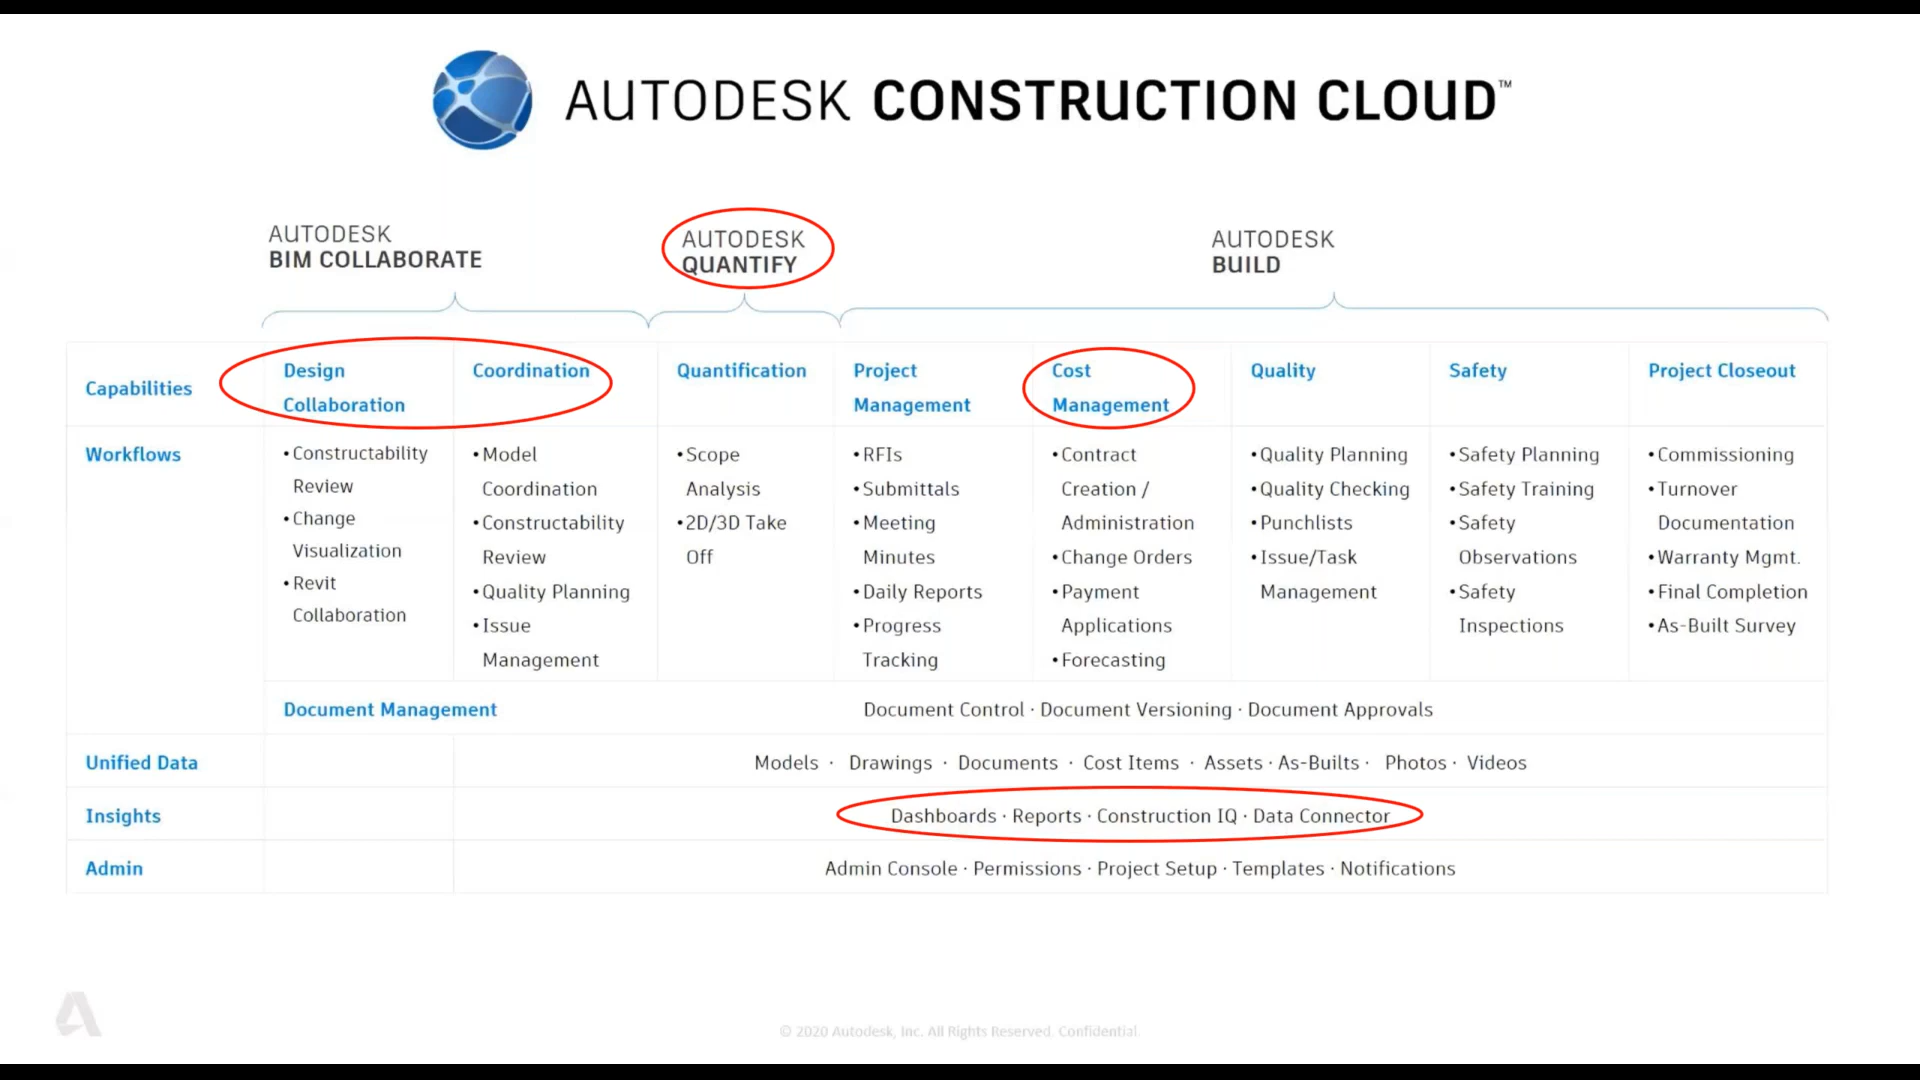 AUTODESK CONSTRUCTION CLOUD™
AUTODESK
BIM COLLABORATE
AUTODESK
QUANTIFY
AUTODESK
BUILD
Capabilities
Design
Collaboration
Coordination
Quantification
Project
Management
Cost
Management
Quality
Safety
Project Closeout
Workflows
•Constructability
Review
•Change
Visualization
•Revit
Collaboration
•Model
Coordination
•Constructability
Review
•Quality Planning
•Issue
Management
•Scope
Analysis
•2D/3D Take
Off
•RFIs
•Submittals
•Meeting
Minutes
•Daily Reports
•Progress
Tracking
•Contract
Creation /
Administration
•Change Orders
•Payment
Applications
•Forecasting
•Quality Planning
•Quality Checking
•Punchlists
•Issue/Task
Management
•Safety Planning
•Safety Training
•Safety
Observations
•Safety
Inspections
•Commissioning
•Turnover
Documentation
•Warranty Mgmt.
•Final Completion
•As-Built Survey
Document Management
Document Control · Document Versioning · Document Approvals
Unified Data
Models · Drawings · Documents · Cost Items · Assets · As-Builts · Photos · Videos
Insights
Dashboards · Reports · Construction IQ · Data Connector
Admin
Admin Console · Permissions · Project Setup · Templates · Notifications
© 2020 Autodesk, Inc. All Rights Reserved. Confidential.